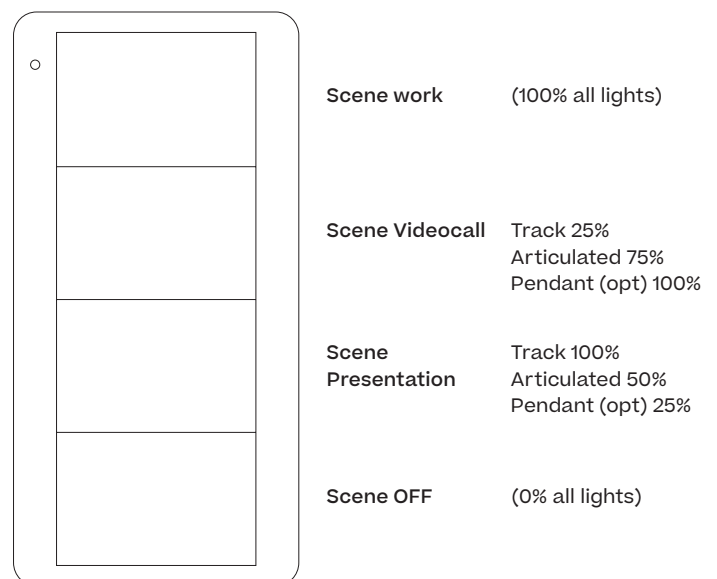 Scene work (100% all lights)
Scene Videocall Track 25%
Articulated 75%
Pendant (opt) 100%
Scene Track 100%
Presentation Articulated 50%
Pendant (opt) 25%
Scene OFF (0% all lights)